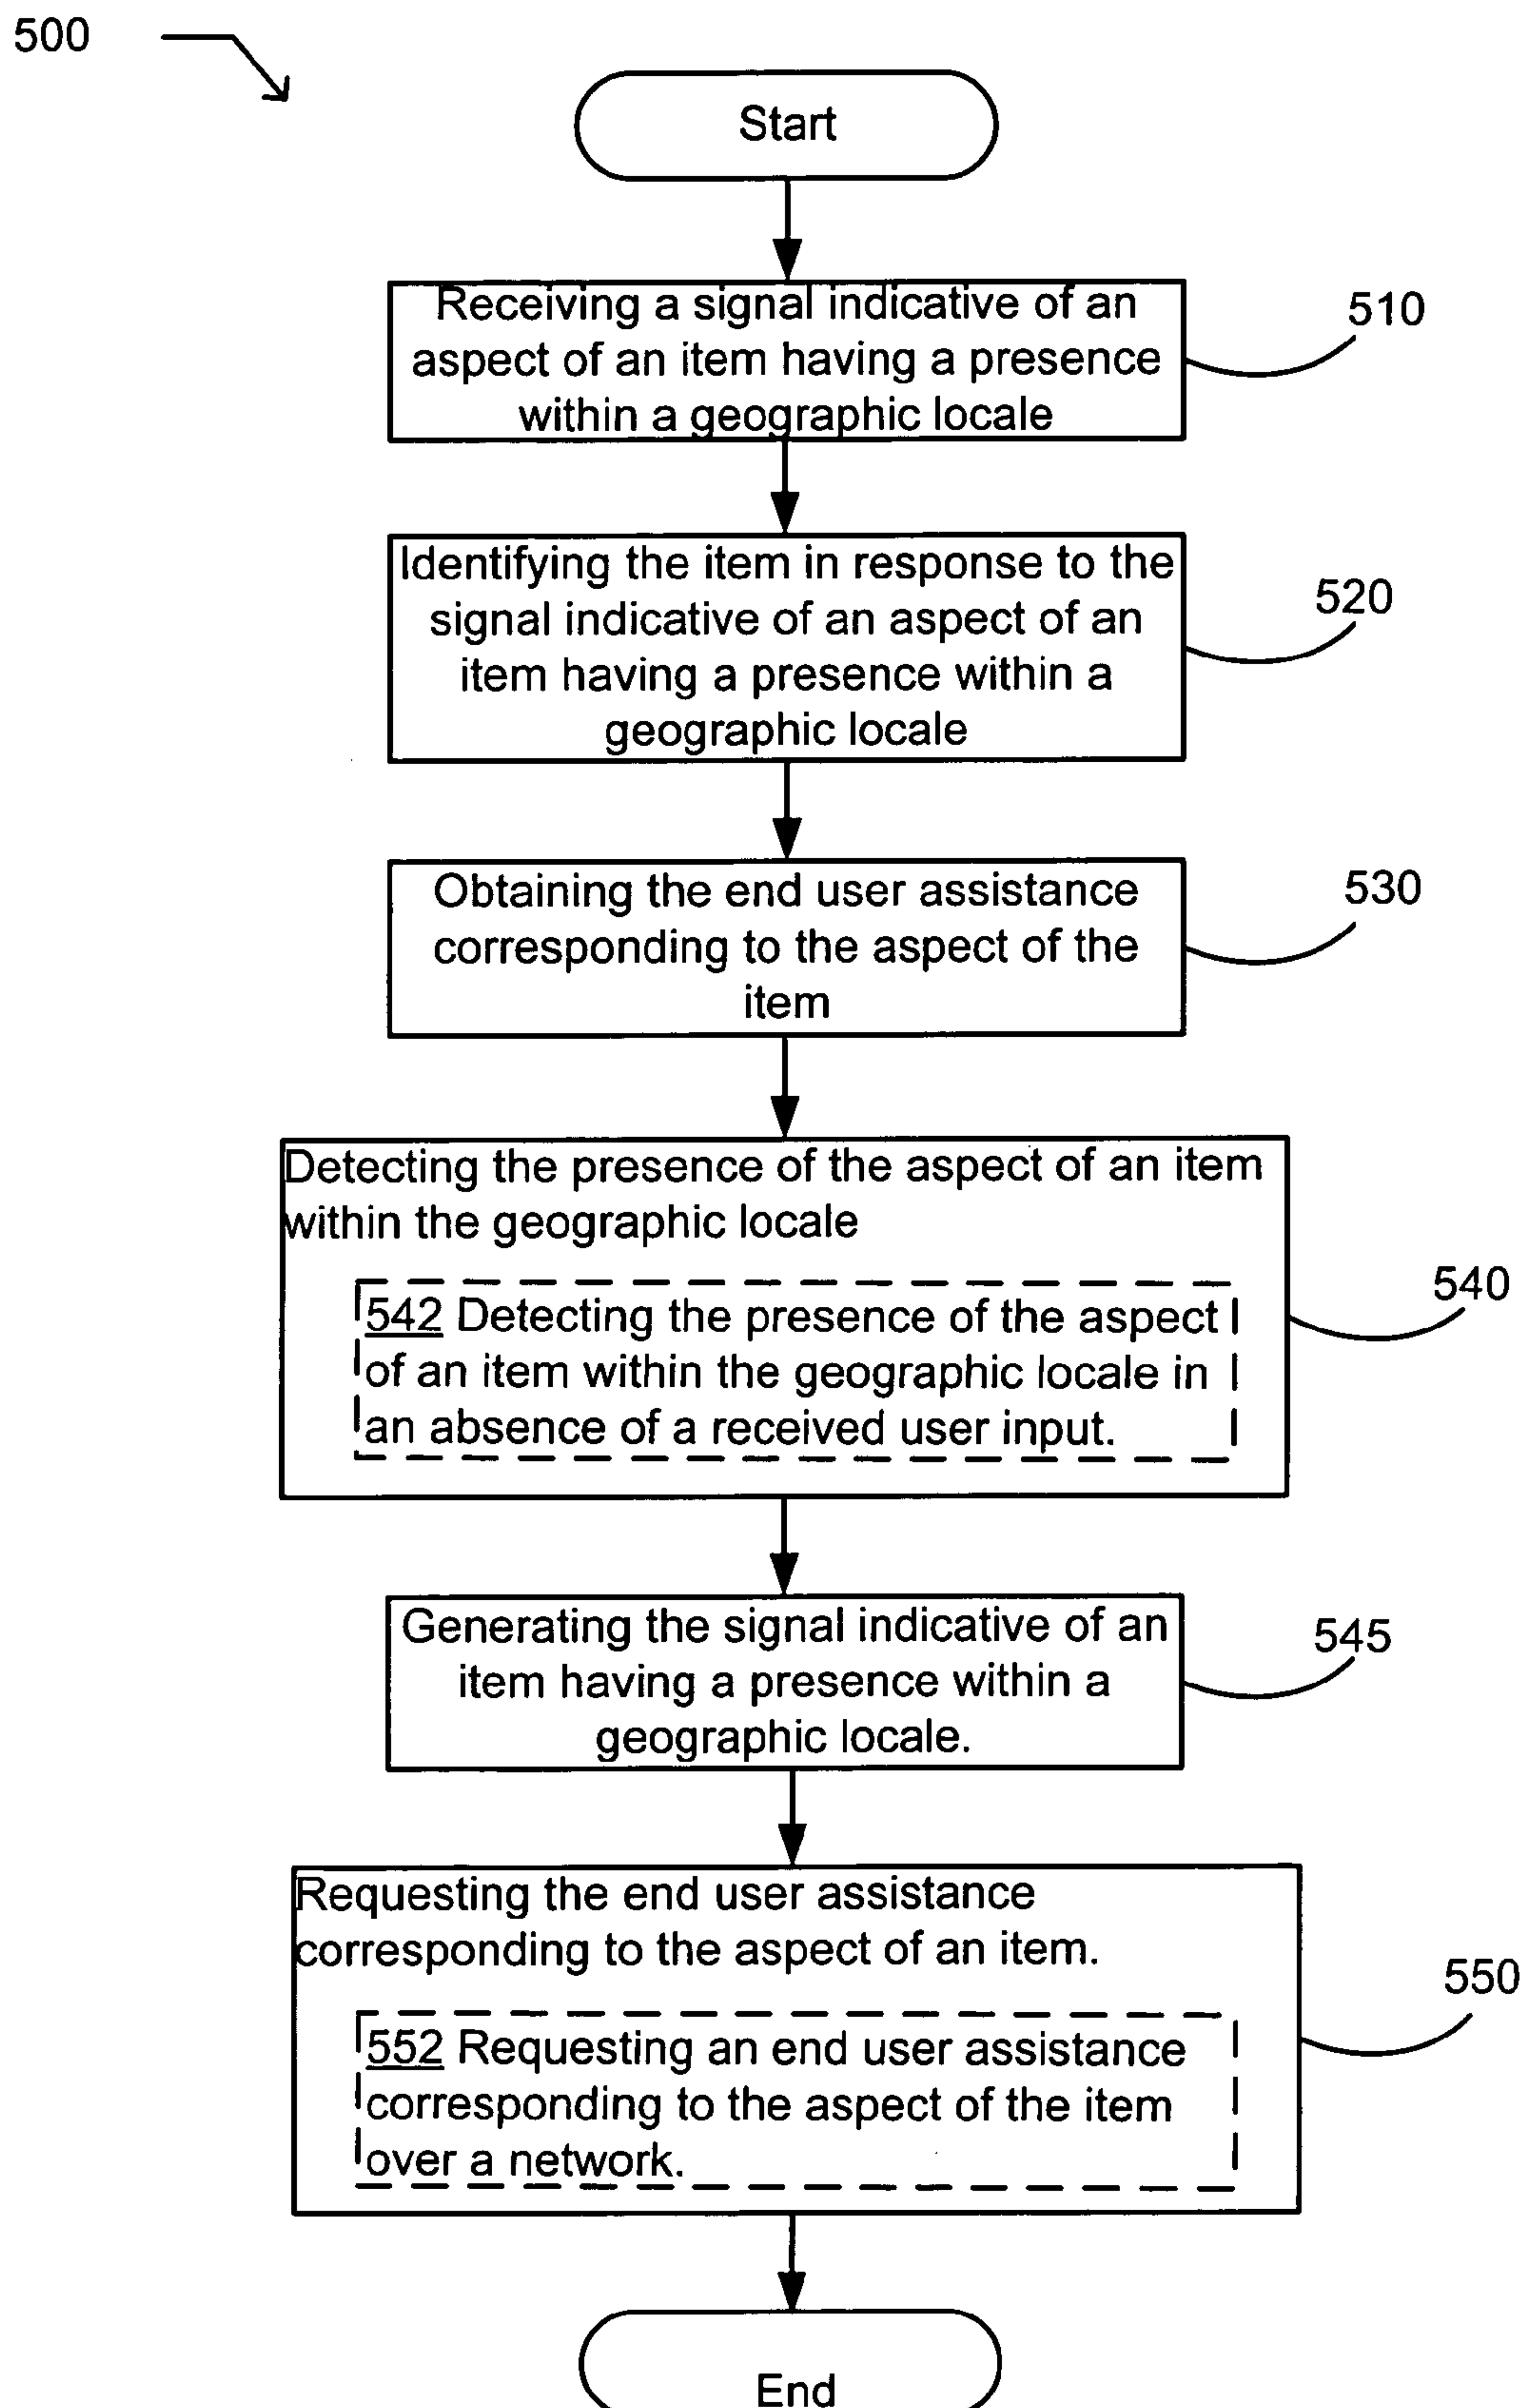 500
Start
Receiving a signal indicative of an
aspect of an item having a presence
within a geographic locale
510
Identifying the item in response to the
signal indicative of an aspect of an
item having a presence within a
geographic locale
520
Obtaining the end user assistance
corresponding to the aspect of the
item
530
Detecting the presence of the aspect of an item
within the geographic locale
542 Detecting the presence of the aspect
of an item within the geographic locale in
an absence of a received user input.
540
Generating the signal indicative of an
item having a presence within a
geographic locale.
545
Requesting the end user assistance
corresponding to the aspect of an item.
552 Requesting an end user assistance
corresponding to the aspect of the item
over a network.
550
End